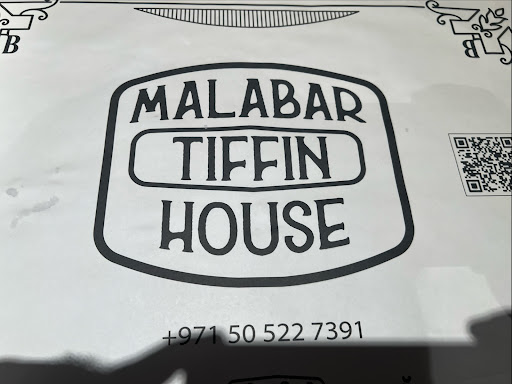 B
B
MALABAR
TIFFIN
HOUSE
+971 50 522 7391